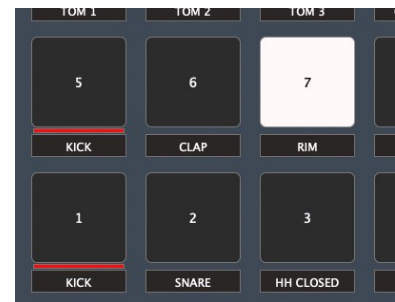 TOM 1 TOM 2 TOM 3
5 6 7
KICK CLAP RIM
1 2 3
KICK SNARE HH CLOSED